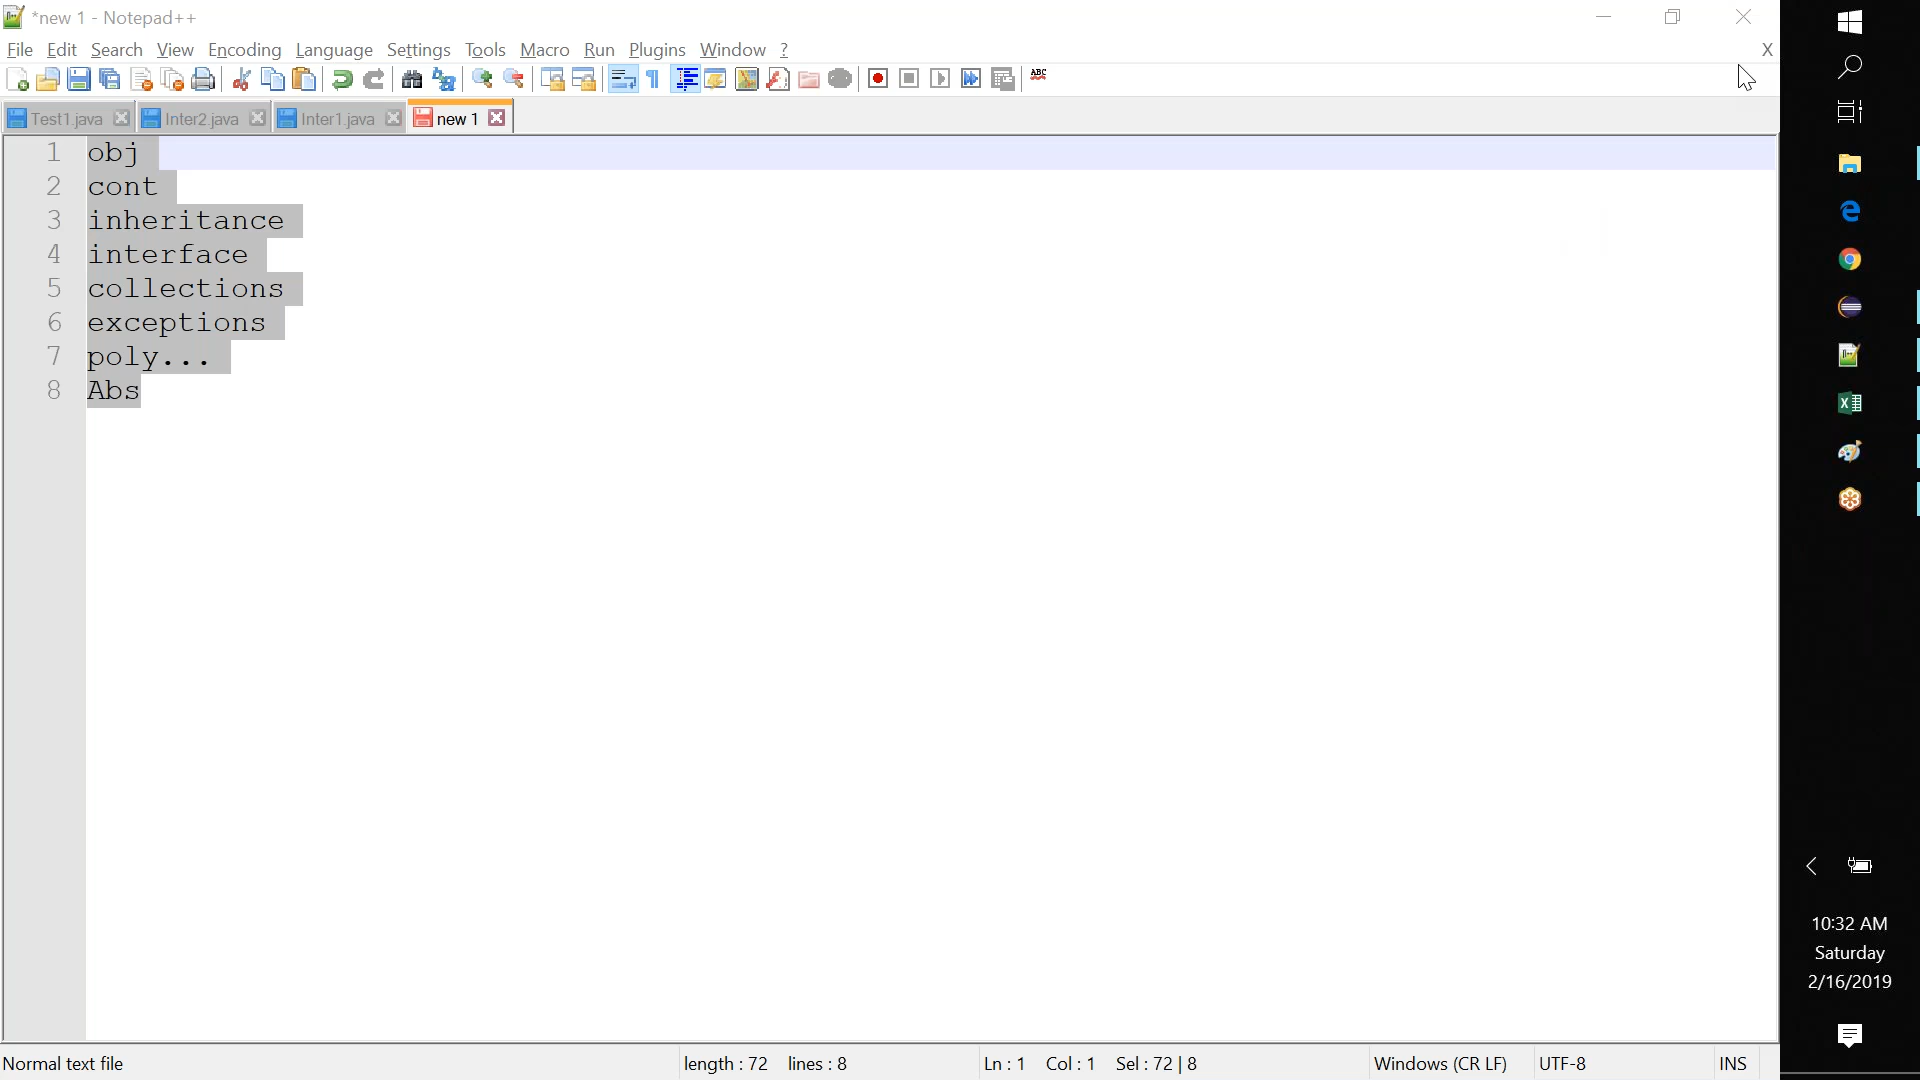 *new 1 - Notepad++
File Edit Search View Encoding Language Settings Tools Macro Run Plugins Window ? X
ABC
Test1.java Inter2.java Inter1.java new 1
1 obj
2 cont
3 inheritance
4 interface
5 collections
6 exceptions
7 poly...
8 Abs
Normal text file length : 72 lines : 8 Ln : 1 Col : 1 Sel : 72 | 8 Windows (CR LF) UTF-8 INS
10:32 AM
Saturday
2/16/2019